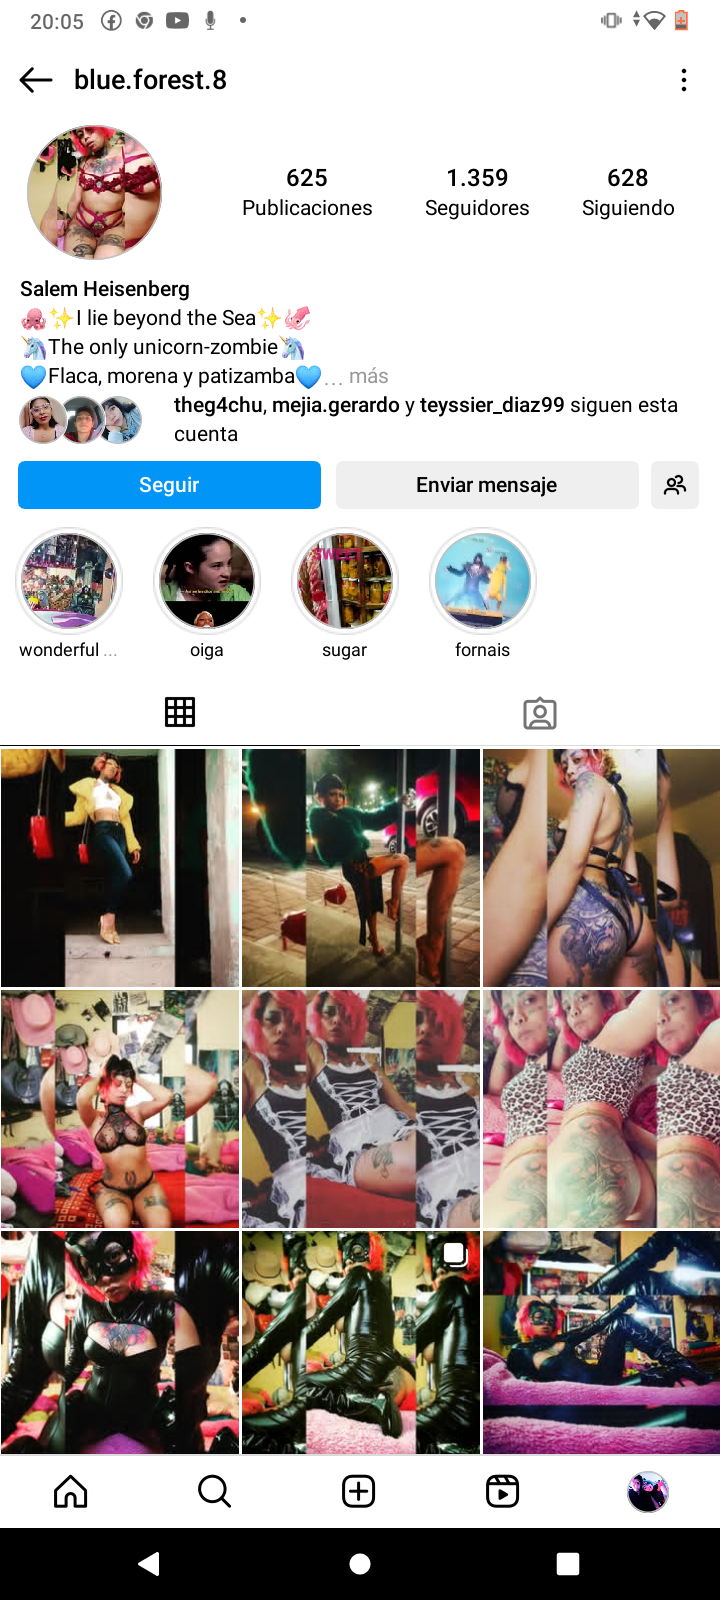 20:05
blue.forest.8
625
Publicaciones
1.359
Seguidores
628
Siguiendo
Salem Heisenberg
🐙✨I lie beyond the Sea✨🦑
🦄The only unicorn-zombie🦄
💙Flaca, morena y patizamba💙... más
theg4chu, mejia.gerardo y teyssier_diaz99 siguen esta
cuenta
Seguir
Enviar mensaje
SWEET
wonderful ...
oiga
sugar
fornais